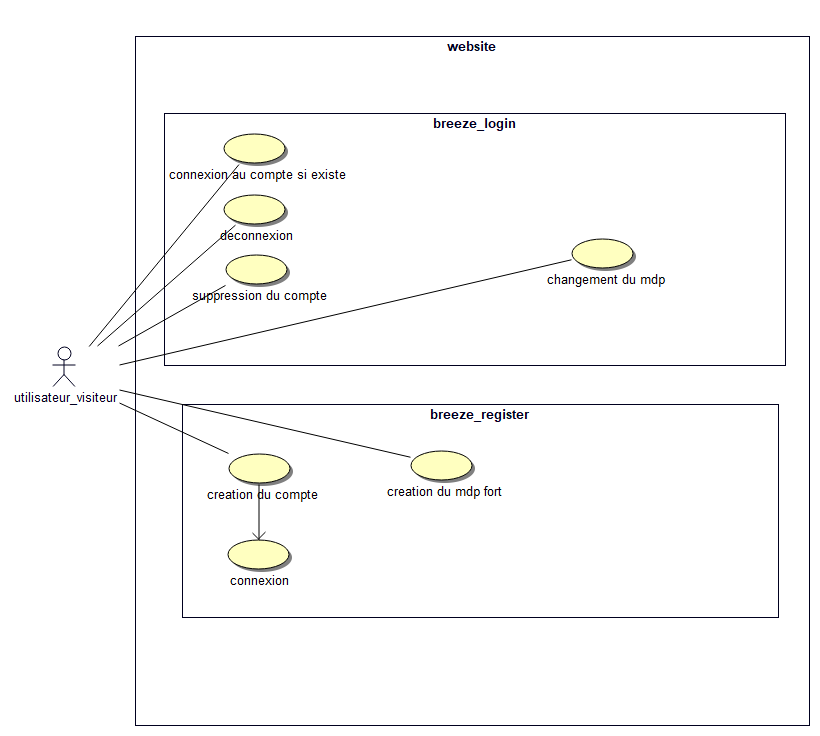 website
breeze_login
connexion au compte si existe
deconnexion
changement du mdp
suppression du compte
utilisateur_visiteur
breeze_register
creation du compte
creation du mdp fort
connexion